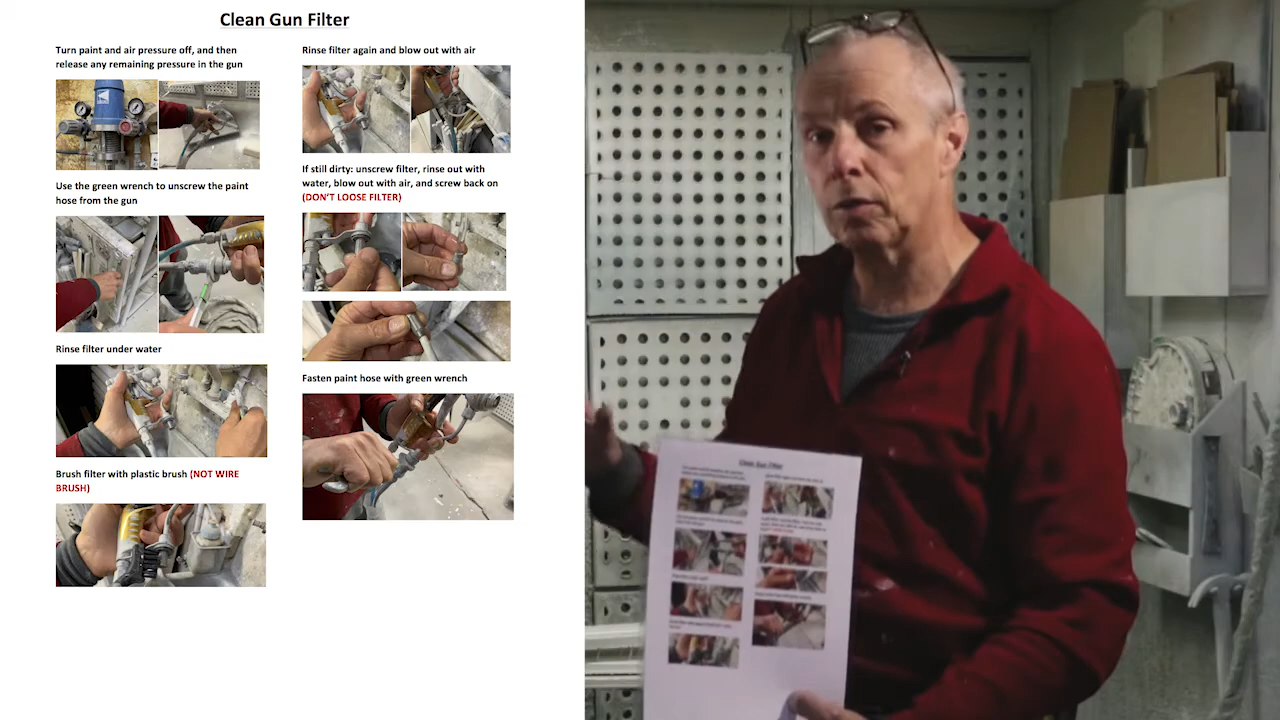 Clean Gun Filter
Turn paint and air pressure off, and then
release any remaining pressure in the gun
Use the green wrench to unscrew the paint
hose from the gun
Rinse filter under water
Brush filter with plastic brush (NOT WIRE
BRUSH)
Rinse filter again and blow out with air
If still dirty: unscrew filter, rinse out with
water, blow out with air, and screw back on
(DON’T LOOSE FILTER)
Fasten paint hose with green wrench
Clean Gun Filter